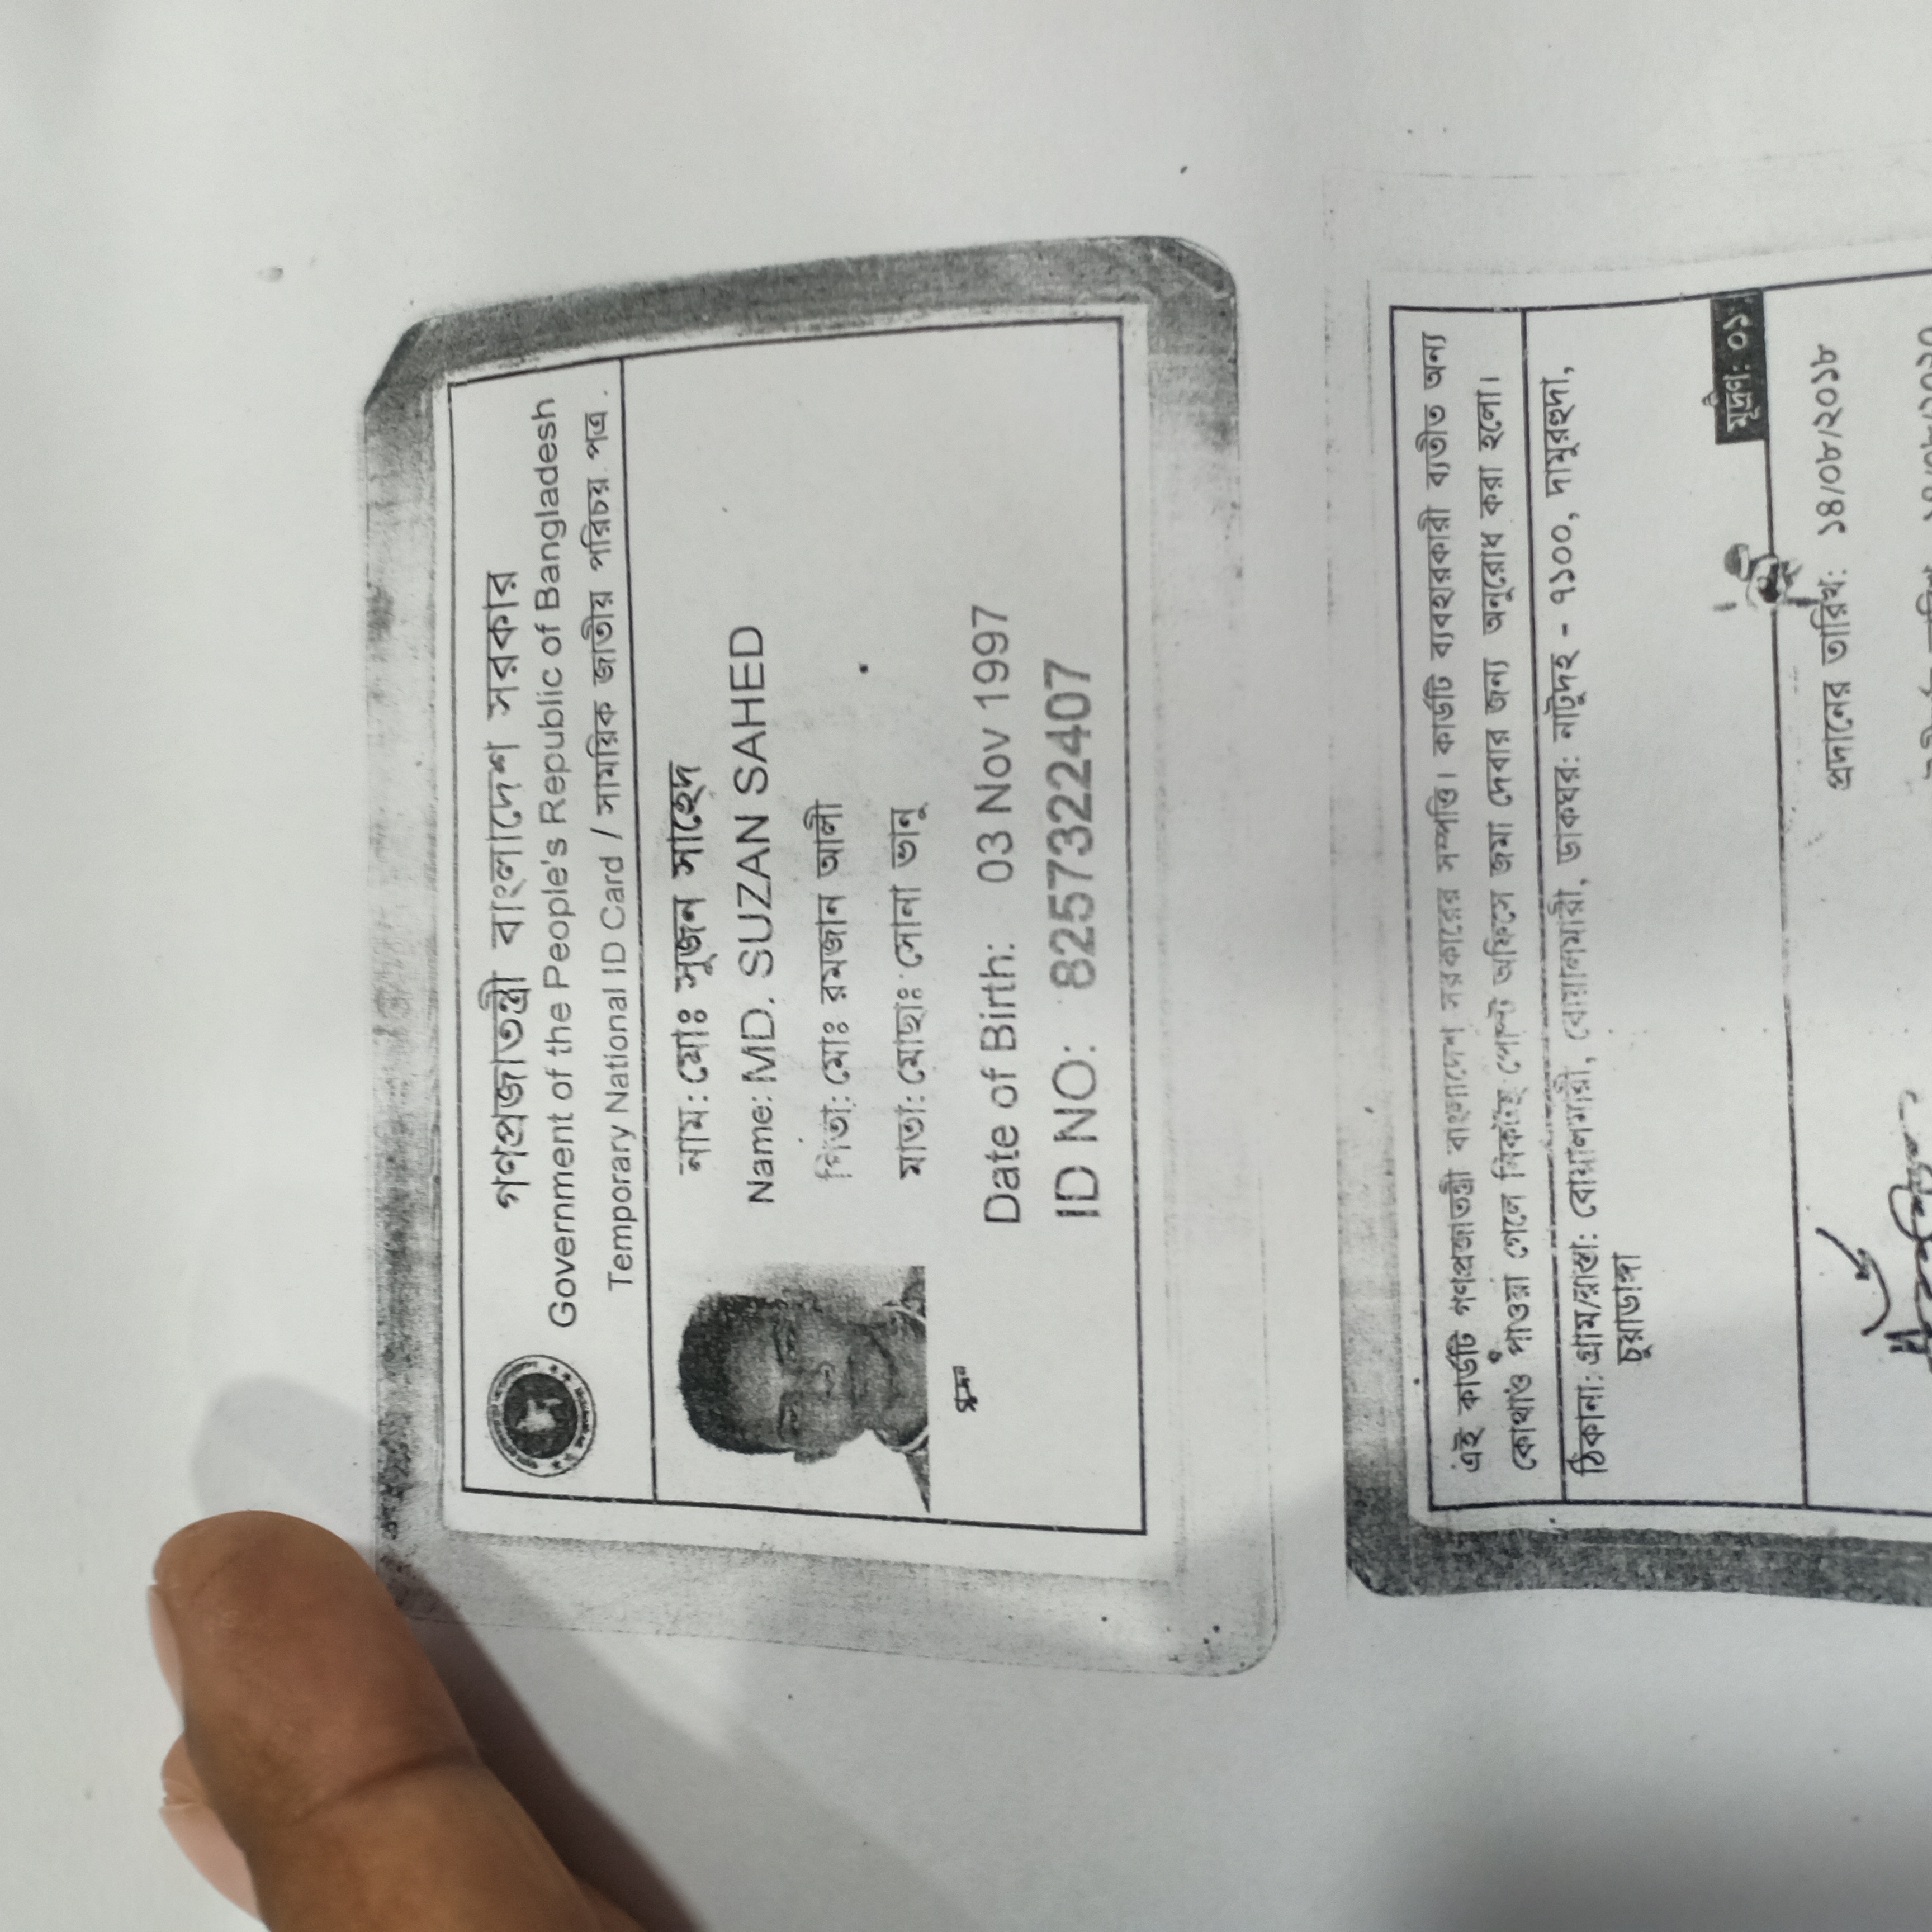 গণপ্রজাতন্ত্রী বাংলাদেশ সরকার
Government of the People's Republic of Bangladesh
Temporary National ID Card / সাময়িক জাতীয় পরিচয় পত্র
নাম: মোঃ সুজন সাহেদ
Name: MD. SUZAN SAHED
পিতা: মোঃ রমজান আলী
মাতা: মোছাঃ সোনা ভানু
সুজন
Date of Birth: 03 Nov 1997
ID NO: 8257322407
এই কার্ডটি গণপ্রজাতন্ত্রী বাংলাদেশ সরকারের সম্পত্তি। কার্ডটি ব্যবহারকারী ব্যতীত অন্য
কোথাও পাওয়া গেলে নিকটস্থ পোস্ট অফিসে জমা দেবার জন্য অনুরোধ করা হলো।
ঠিকানা: গ্রাম/রাস্তা: বোয়ালমারী, বোয়ালমারী, ডাকঘর: নাটুদহ - ৭১০০, দামুরহুদা,
চুয়াডাঙ্গা
মূদ্রণ: ০১
প্রদানের তারিখ: ১৪/০৮/২০১৮